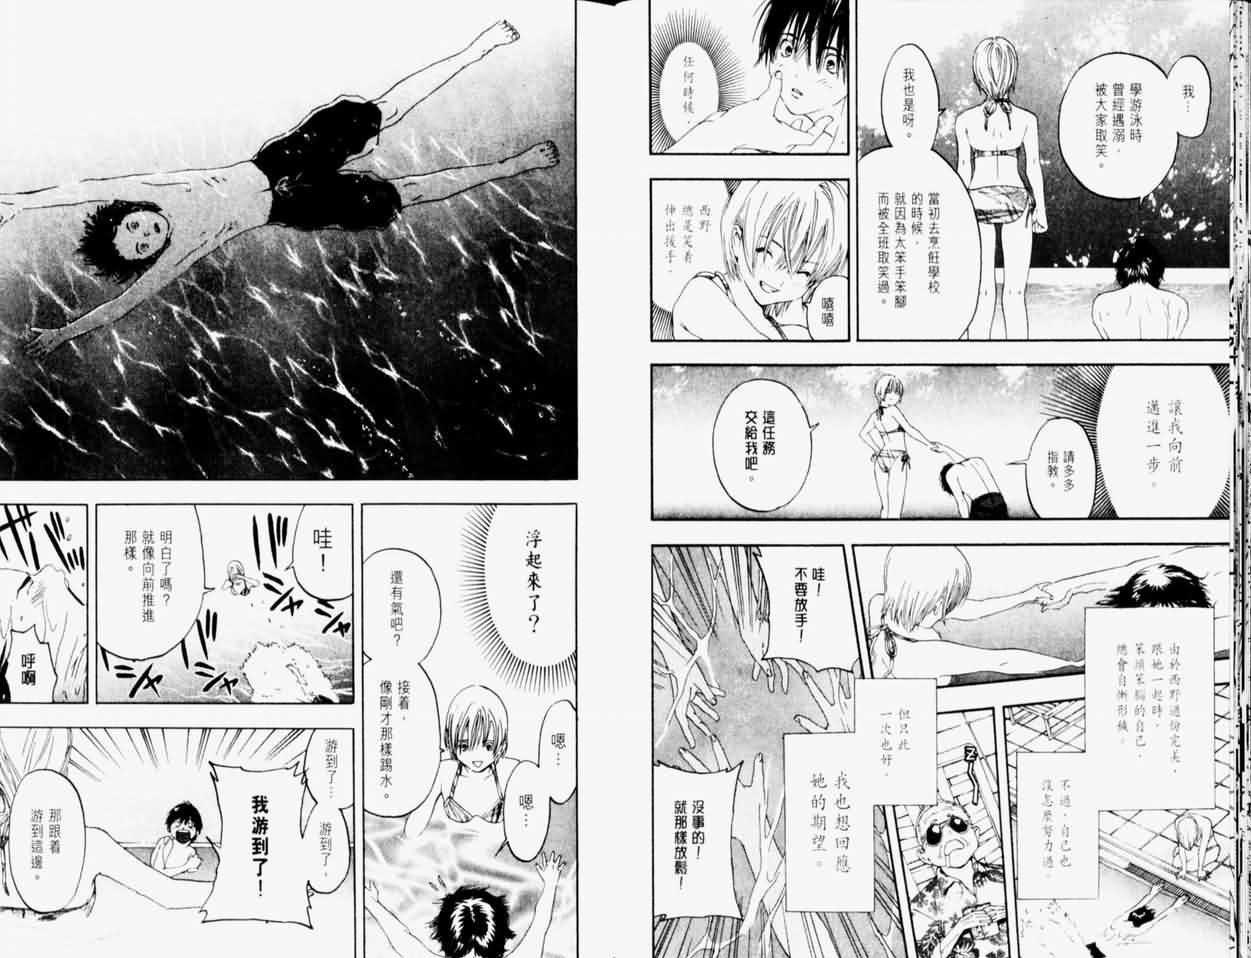 我…
學游泳時
曾經遇溺，
被大家取笑。
我也是呀。
當初去烹飪學校
的時候，
就因為太笨手笨腳
而被全班取笑過。
任何時候，
西野
總是笑着
伸出援手，
嘻嘻
讓我向前
邁進一步。
請多多
指教。
這任務
交給我吧。
由於西野過份完美，
跟她一起時，
笨頭笨腦的自己
總會自慚形穢。
不過，自己也
沒怎麼努力過。
Z
哇！
不要放手！
但只此
一次也好，
我也想回應
她的期望。
沒事的！
就那樣放鬆！
浮起來了？
還有氣吧？
嗯…
嗯…
接着，
像剛才那樣踢水。
哇！
明白了嗎？
就像向前推進
那樣。
呼啊
游到了…
游到了，
我游到了！
那跟着
游到這邊。